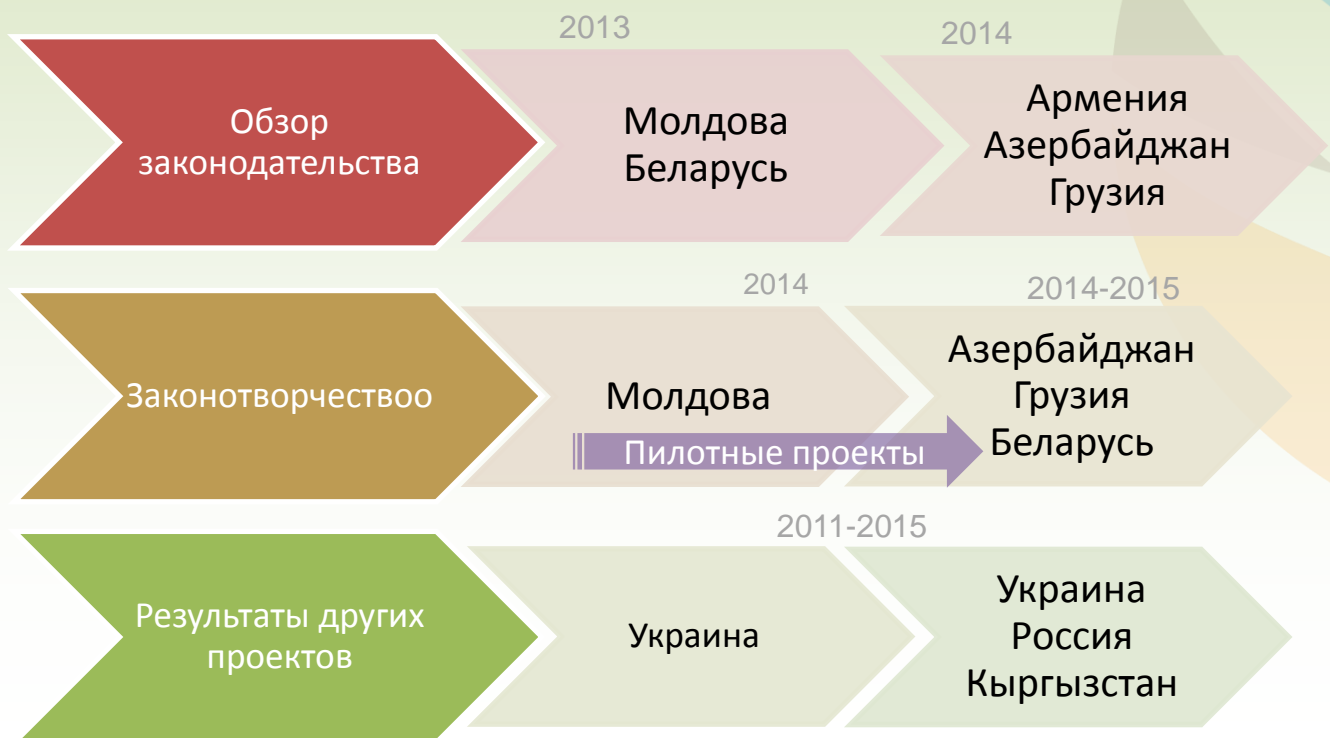 2013
2014
Обзор
законодательства
Молдова
Беларусь
Армения
Азербайджан
Грузия
2014
2014-2015
Законотворчествоо
Молдова
Азербайджан
Грузия
Беларусь
Пилотные проекты
2011-2015
Результаты других
проектов
Украина
Украина
Россия
Кыргызстан